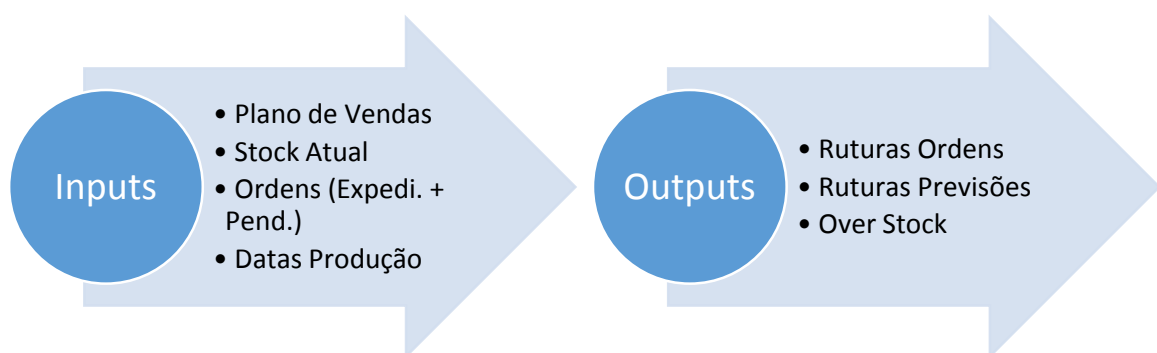 Inputs
• Plano de Vendas
• Stock Atual
• Ordens (Expedi. +
Pend.)
• Datas Produção
Outputs
• Ruturas Ordens
• Ruturas Previsões
• Over Stock